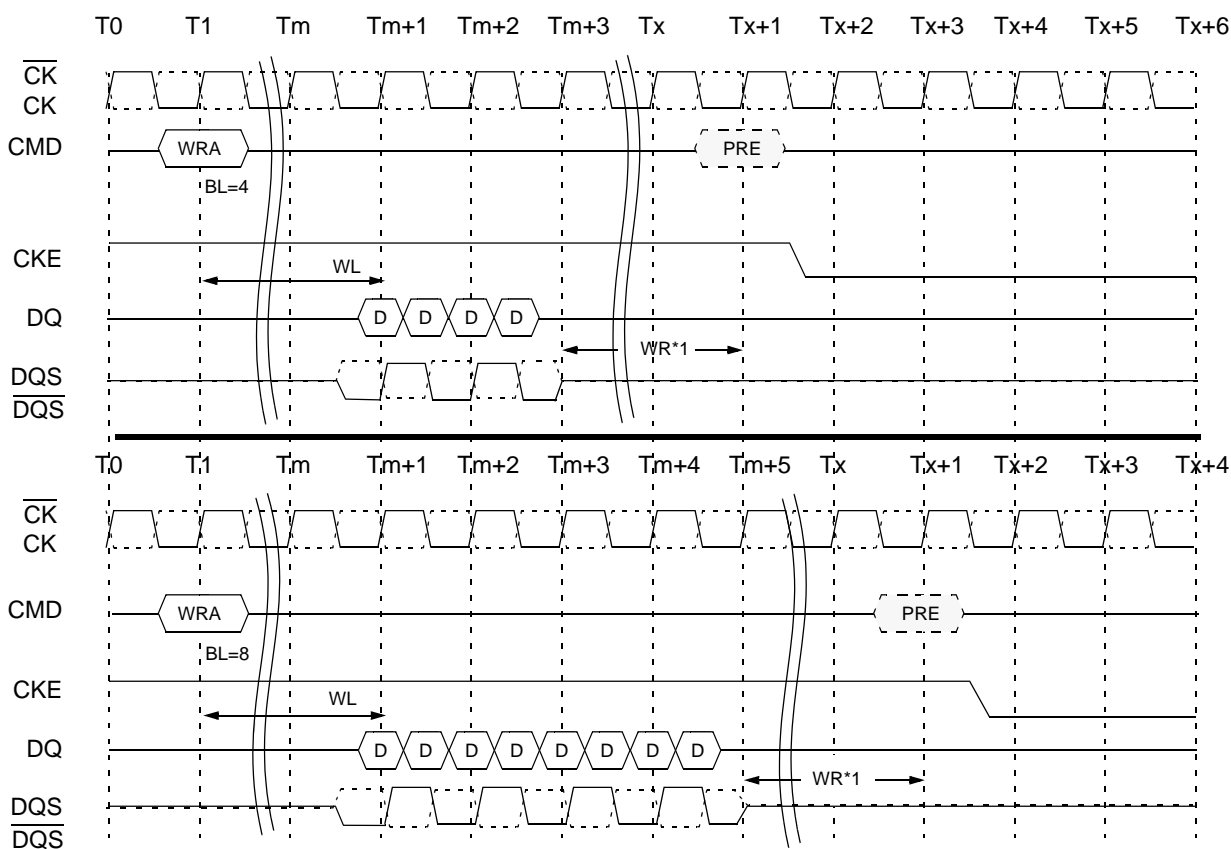 T0 T1 Tm Tm+1 Tm+2 Tm+3 Tx Tx+1 Tx+2 Tx+3 Tx+4 Tx+5 Tx+6
CK
CK
CMD WRA PRE
BL=4
CKE
WL
DQ D D D D
WR*1
DQS
DQS
T0 T1 Tm Tm+1 Tm+2 Tm+3 Tm+4 Tm+5 Tx Tx+1 Tx+2 Tx+3 Tx+4
CK
CK
CMD WRA PRE
BL=8
CKE
WL
DQ D D D D D D D D
WR*1
DQS
DQS